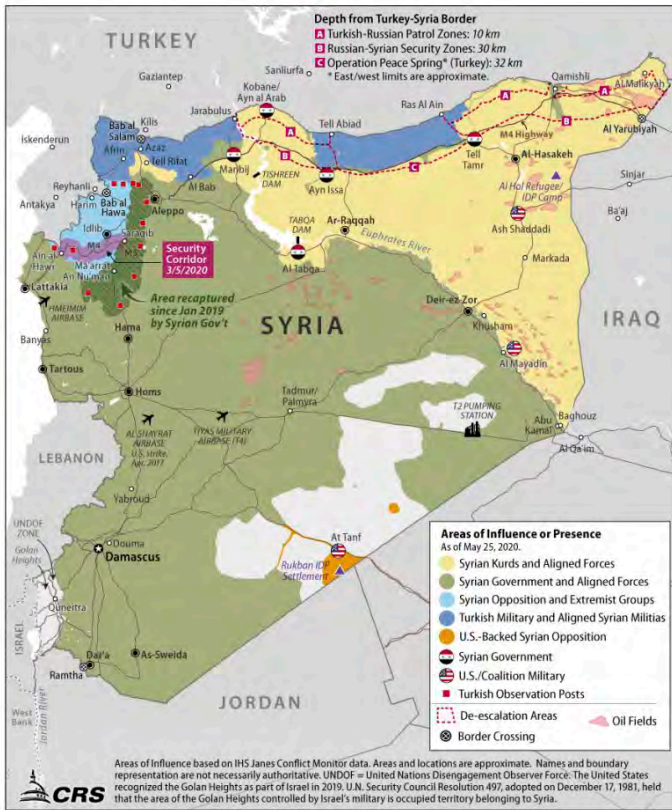 Depth from Turkey-Syria Border
A Turkish-Russian Patrol Zones: 10 km
B Russian-Syrian Security Zones: 30 km
C Operation Peace Spring* (Turkey): 32 km
* East/west limits are approximate.
TURKEY
Gaziantep
Sanliurfa
Kobane/
Ayn al Arab
Qamishli
Al Malikiyah
A
A
A
Kilis
Bab al
Salam
Jarabulus
Tell Abiad
Ras Al Ain
B
B
M4 Highway
Al Yarubiyah
Iskenderun
Afrin
Azaz
Tell Rifat
Manbij
C
Tell
Tamr
Al-Hasakeh
Reyhanli
Harim
Bab al
Hawa
Al Bab
TISHREEN
DAM
Ayn Issa
Al Hol Refugee/
IDP Camp
Sinjar
Antakya
Aleppo
Idlib
TABQA
DAM
Ar-Raqqah
Ash Shaddadi
Ba'aj
M4
Saraqib
Security
Corridor
3/5/2020
Euphrates River
Ain al
Hawr
M5
Ma'arrat
An Nu'man
Al Tabqa
Markada
Lattakia
HMEIMIM
AIRBASE
Area recaptured
since Jan 2019
by Syrian Gov't
SYRIA
Deir-ez-Zor
IRAQ
Banyas
Hama
Khusham
Tartous
Al Mayadin
Homs
Tadmur/
Palmyra
T2 PUMPING
STATION
AL SHAYRAT
AIRBASE
U.S. strike,
Apr. 2017
TIYAS MILITARY
AIRBASE (T4)
Abu
Kamal
Baghouz
Al Qa'im
LEBANON
Yabroud
UNDOF
ZONE
Golan
Heights
Douma
Damascus
At Tanf
Rukban IDP
Settlement
ISRAEL
Quneitra
Dar'a
As-Sweida
Ramtha
West
Bank
Jordan River
JORDAN
Areas of Influence or Presence
As of May 25, 2020.
Syrian Kurds and Aligned Forces
Syrian Government and Aligned Forces
Syrian Opposition and Extremist Groups
Turkish Military and Aligned Syrian Militias
U.S.-Backed Syrian Opposition
Syrian Government
U.S./Coalition Military
Turkish Observation Posts
De-escalation Areas
Oil Fields
Border Crossing
CRS
Areas of Influence based on IHS Janes Conflict Monitor data. Areas and locations are approximate. Names and boundary
representation are not necessarily authoritative. UNDOF = United Nations Disengagement Observer Force. The United States
recognized the Golan Heights as part of Israel in 2019. U.N. Security Council Resolution 497, adopted on December 17, 1981, held
that the area of the Golan Heights controlled by Israel's military is occupied territory belonging to Syria.